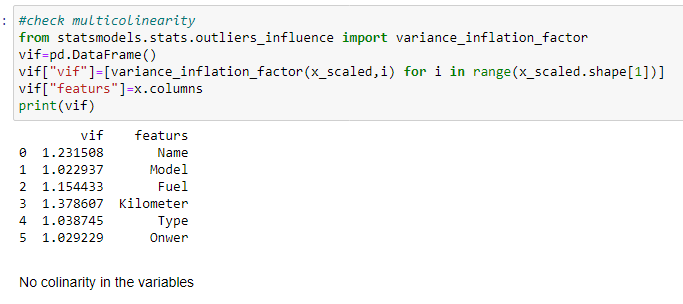 :
#check multicolinearity
from statsmodels.stats.outliers_influence import variance_inflation_factor
vif=pd.DataFrame()
vif["vif"]=[variance_inflation_factor(x_scaled,i) for i in range(x_scaled.shape[1])]
vif["featurs"]=x.columns
print(vif)
vif featurs
0 1.231508 Name
1 1.022937 Model
2 1.154433 Fuel
3 1.378607 Kilometer
4 1.038745 Type
5 1.029229 Onwer
No colinarity in the variables